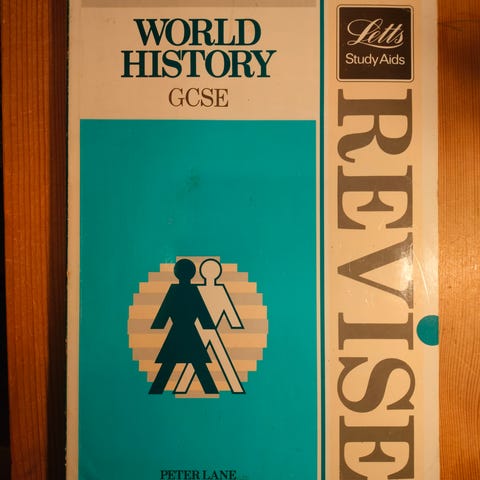 WORLD
HISTORY
GCSE
PETER LANE
Letts
Study Aids
REVISE